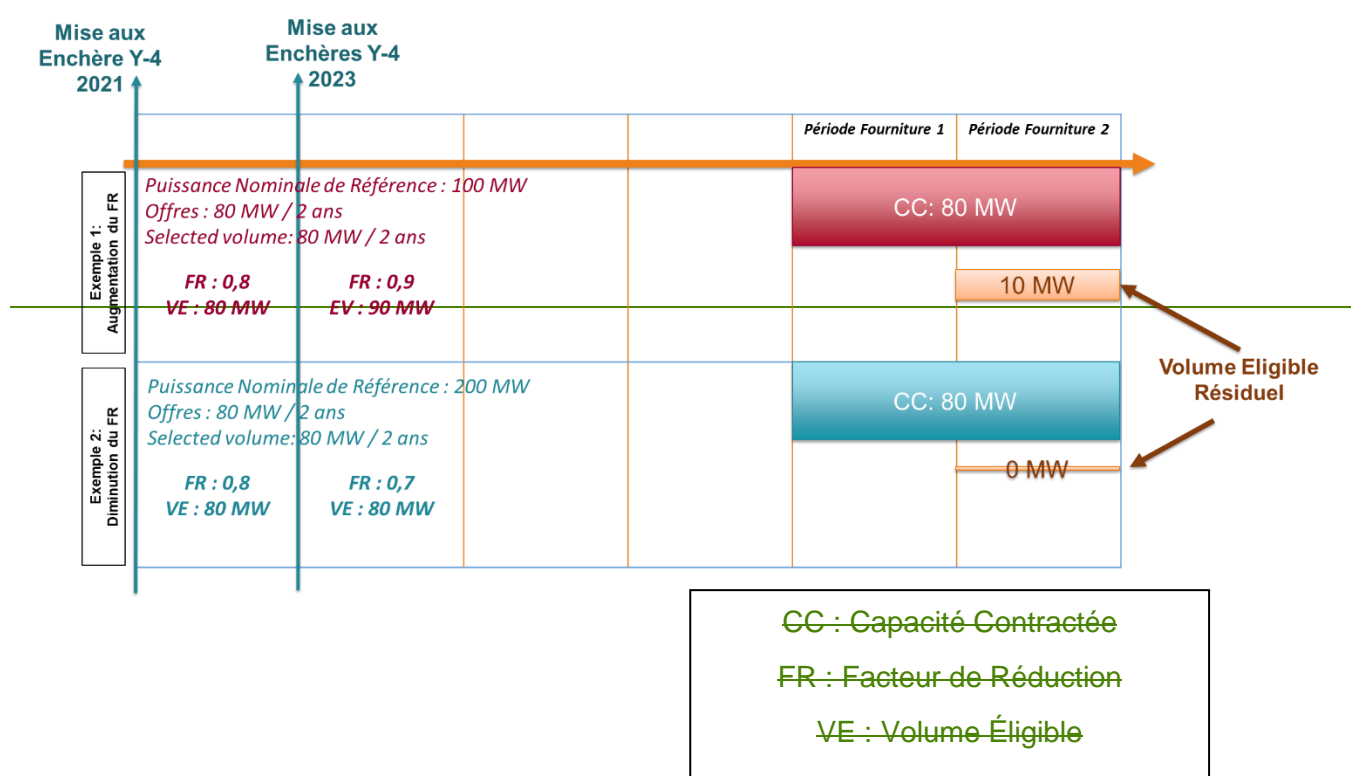 Mise aux
Enchère Y-4
2021
Mise aux
Enchères Y-4
2023
Période Fourniture 1
Période Fourniture 2
Exemple 1:
Augmentation du FR
Puissance Nominale de Référence : 100 MW
Offres : 80 MW / 2 ans
Selected volume: 80 MW / 2 ans
FR : 0,8
VE : 80 MW
FR : 0,9
EV : 90 MW
CC: 80 MW
10 MW
Volume Eligible
Résiduel
Exemple 2:
Diminution du FR
Puissance Nominale de Référence : 200 MW
Offres : 80 MW / 2 ans
Selected volume: 80 MW / 2 ans
FR : 0,8
VE : 80 MW
FR : 0,7
VE : 80 MW
CC: 80 MW
0 MW
CC : Capacité Contractée
FR : Facteur de Réduction
VE : Volume Éligible